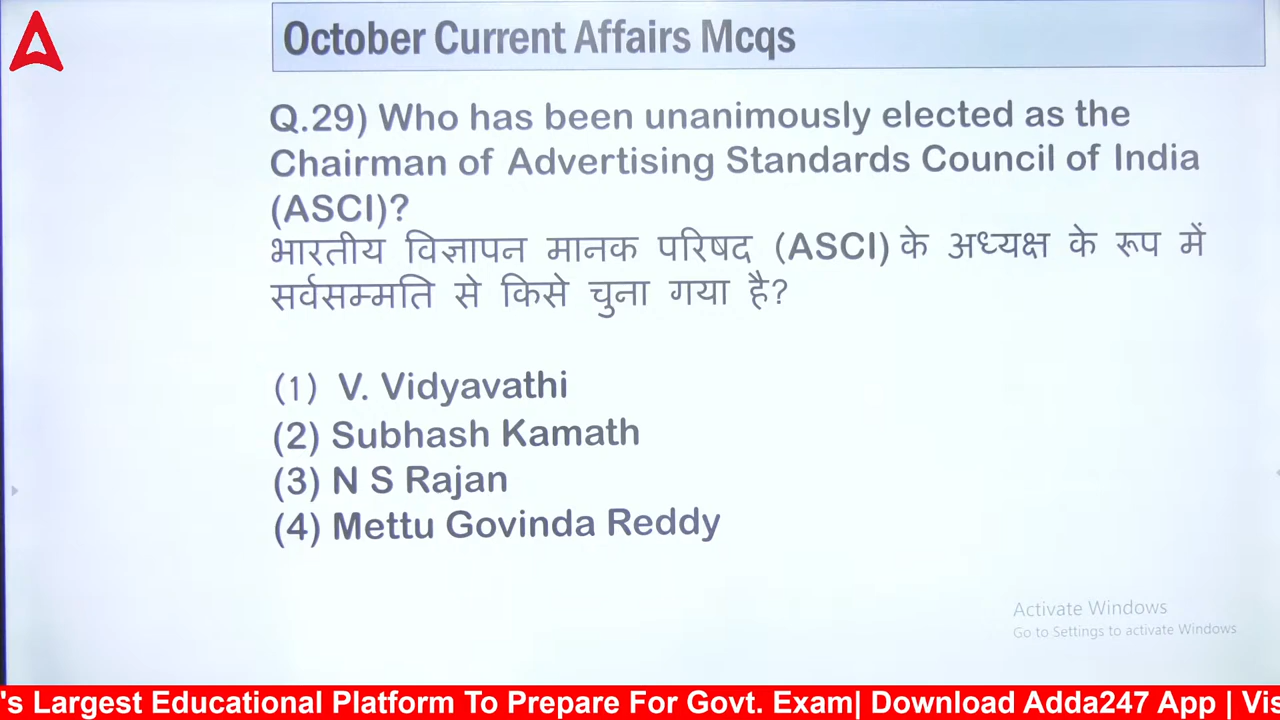 October Current Affairs Mcqs
Q.29) Who has been unanimously elected as the
Chairman of Advertising Standards Council of India
(ASCI)?
भारतीय विज्ञापन मानक परिषद (ASCI) के अध्यक्ष के रूप में
सर्वसम्मति से किसे चुना गया है?
(1) V. Vidyavathi
(2) Subhash Kamath
(3) N S Rajan
(4) Mettu Govinda Reddy
Activate Windows
Go to Settings to activate Windows
's Largest Educational Platform To Prepare For Govt. Exam| Download Adda247 App | Vis